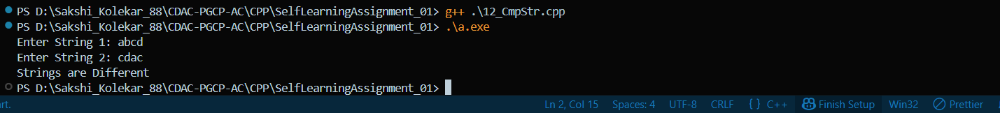 PS D:\Sakshi_Kolekar_88\CDAC-PGCP-AC\CPP\SelfLearningAssignment_01> g++ .\12_CmpStr.cpp
PS D:\Sakshi_Kolekar_88\CDAC-PGCP-AC\CPP\SelfLearningAssignment_01> .\a.exe
Enter String 1: abcd
Enter String 2: cdac
Strings are Different
PS D:\Sakshi_Kolekar_88\CDAC-PGCP-AC\CPP\SelfLearningAssignment_01>
rt. Ln 2, Col 15 Spaces: 4 UTF-8 CRLF {} C++ Finish Setup Win32 Prettier